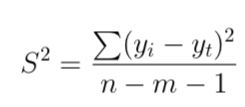 S² = ∑(yᵢ − yₜ)² / (n − m − 1)